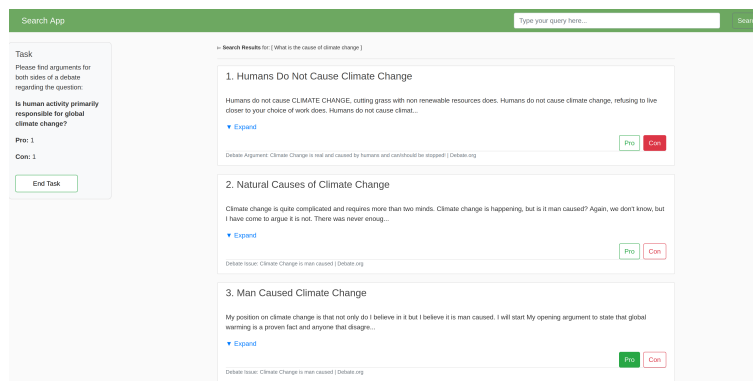 Search App
Type your query here...
Task
Please find arguments for
both sides of a debate
regarding the question:
Is human activity primarily
responsible for global
climate change?
Pro: 1
Con: 1
End Task
Search Results for: [ What is the cause of climate change ]
1. Humans Do Not Cause Climate Change
Humans do not cause CLIMATE CHANGE, cutting grass with non renewable resources does. Humans do not cause climate change, refusing to live
closer to your choice of work does. Humans do not cause climat...
▼ Expand
Pro Con
Debate Argument: Climate Change is real and caused by humans and can/should be stopped! | Debate.org
2. Natural Causes of Climate Change
Climate change is quite complicated and requires more than two minds. Climate change is happening, but is it man caused? Again, we don't know, but
I have come to argue it is not. There was never enoug...
▼ Expand
Pro Con
Debate Issue: Climate Change is man caused | Debate.org
3. Man Caused Climate Change
My position on climate change is that not only do I believe in it but I believe it is man caused. I will start My opening argument to state that global
warming is a proven fact and anyone that disagre...
▼ Expand
Pro Con
Debate Issue: Climate Change is man caused | Debate.org